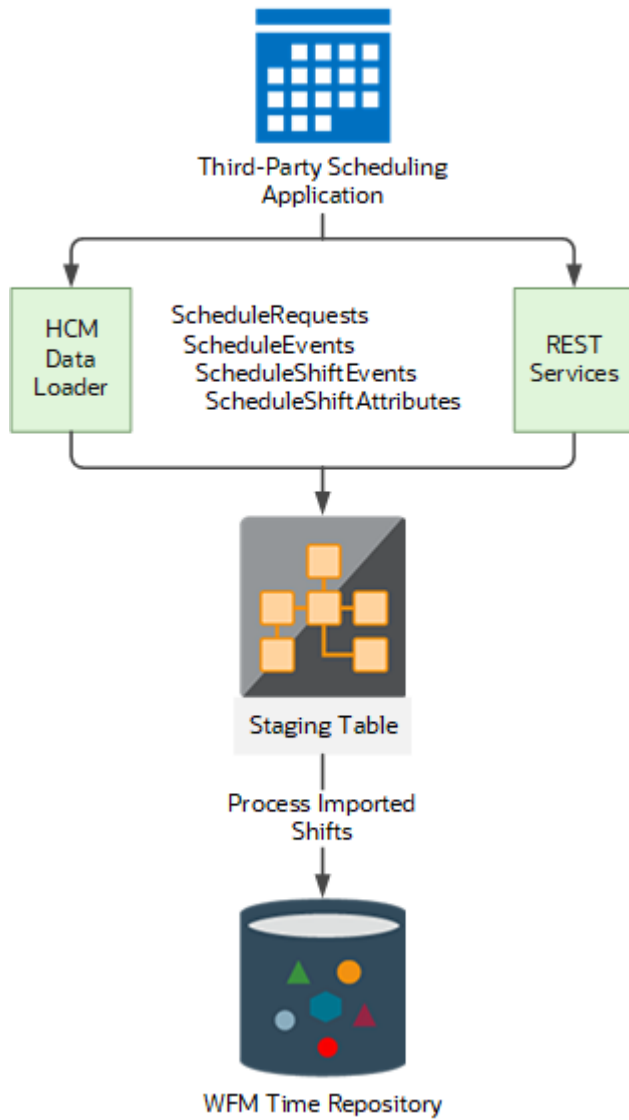 Third-Party Scheduling
Application
HCM
Data
Loader
ScheduleRequests
ScheduleEvents
ScheduleShiftEvents
ScheduleShiftAttributes
REST
Services
Staging Table
Process Imported
Shifts
WFM Time Repository